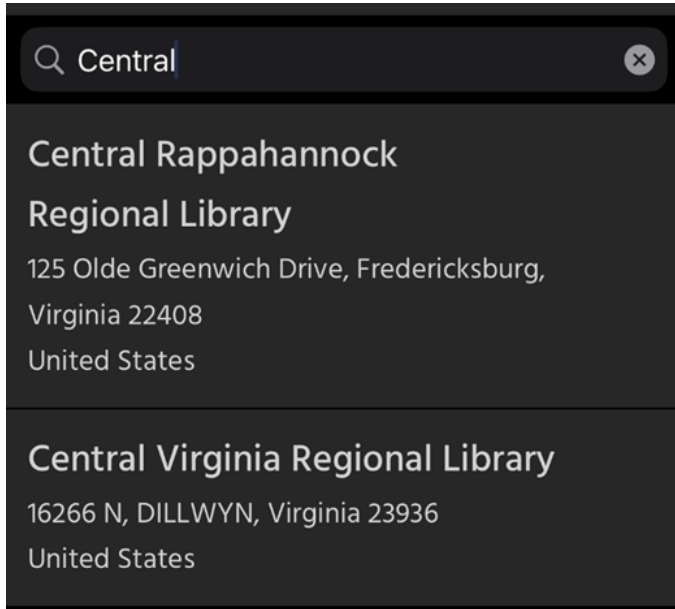 Central
Central Rappahannock
Regional Library
125 Olde Greenwich Drive, Fredericksburg,
Virginia 22408
United States
Central Virginia Regional Library
16266 N, DILLWYN, Virginia 23936
United States